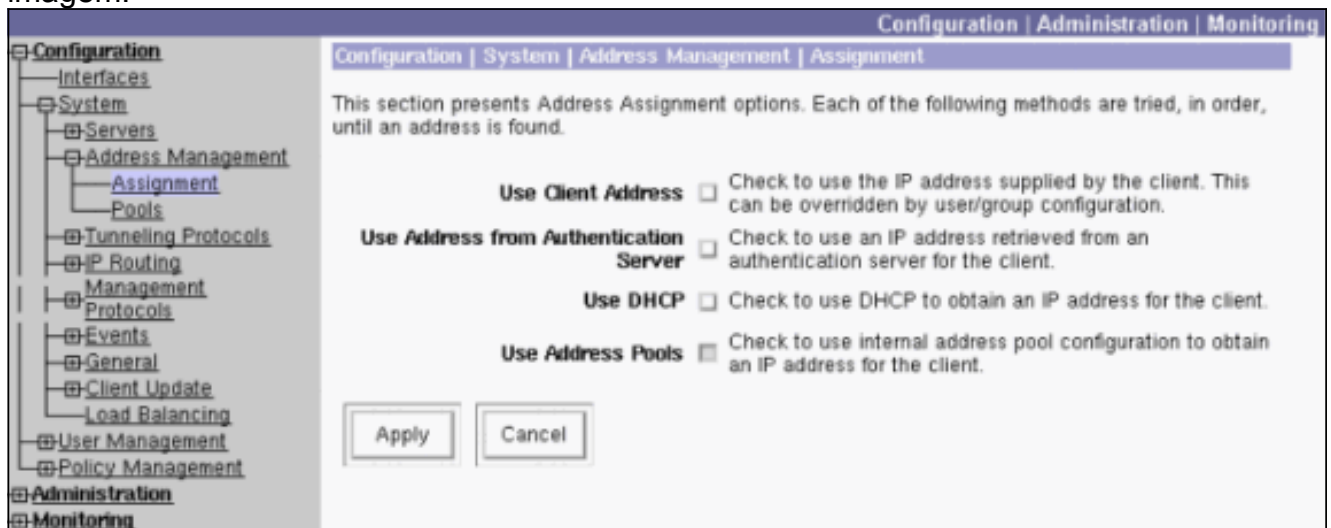 imagem:
Configuration | Administration | Monitoring
Configuration
Interfaces
System
Servers
Address Management
Assignment
Pools
Tunneling Protocols
IP Routing
Management
Protocols
Events
General
Client Update
Load Balancing
User Management
Policy Management
Administration
Monitoring
Configuration | System | Address Management | Assignment
This section presents Address Assignment options. Each of the following methods are tried, in order,
until an address is found.
Use Client Address Check to use the IP address supplied by the client. This
can be overridden by user/group configuration.
Use Address from Authentication Check to use an IP address retrieved from an
Server authentication server for the client.
Use DHCP Check to use DHCP to obtain an IP address for the client.
Use Address Pools Check to use internal address pool configuration to obtain
an IP address for the client.
Apply Cancel